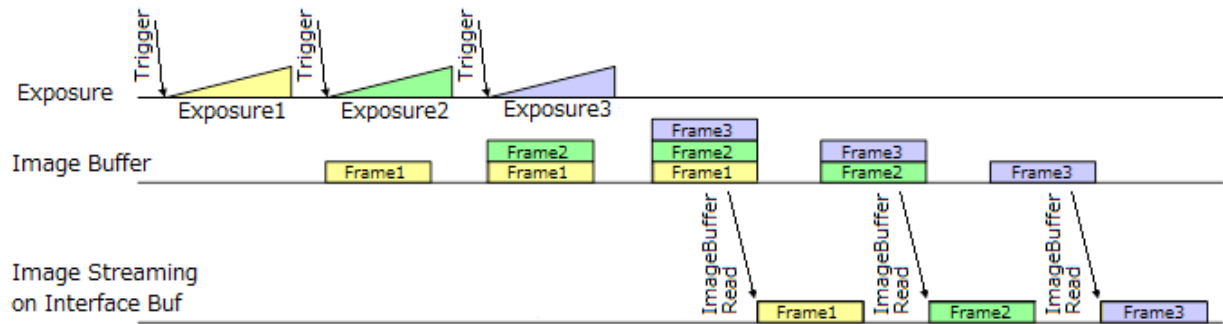 Trigger
Trigger
Trigger
Exposure
Exposure1
Exposure2
Exposure3
Frame3
Frame2
Frame2
Frame3
Image Buffer
Frame1
Frame1
Frame1
Frame2
Frame3
ImageBuffer
Read
ImageBuffer
Read
ImageBuffer
Read
Image Streaming
on Interface Buf
Frame1
Frame2
Frame3